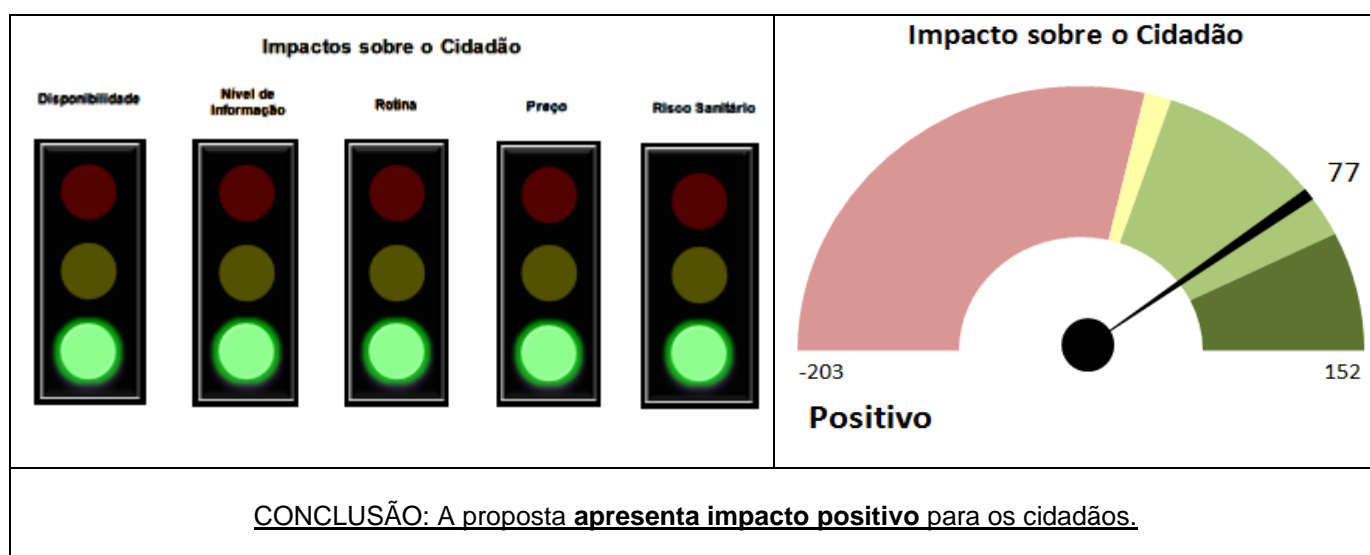 Impactos sobre o Cidadão
Disponibilidade
Nível de
Informação
Rotina
Preço
Risco Sanitário
Impacto sobre o Cidadão
77
-203
152
Positivo
CONCLUSÃO: A proposta apresenta impacto positivo para os cidadãos.